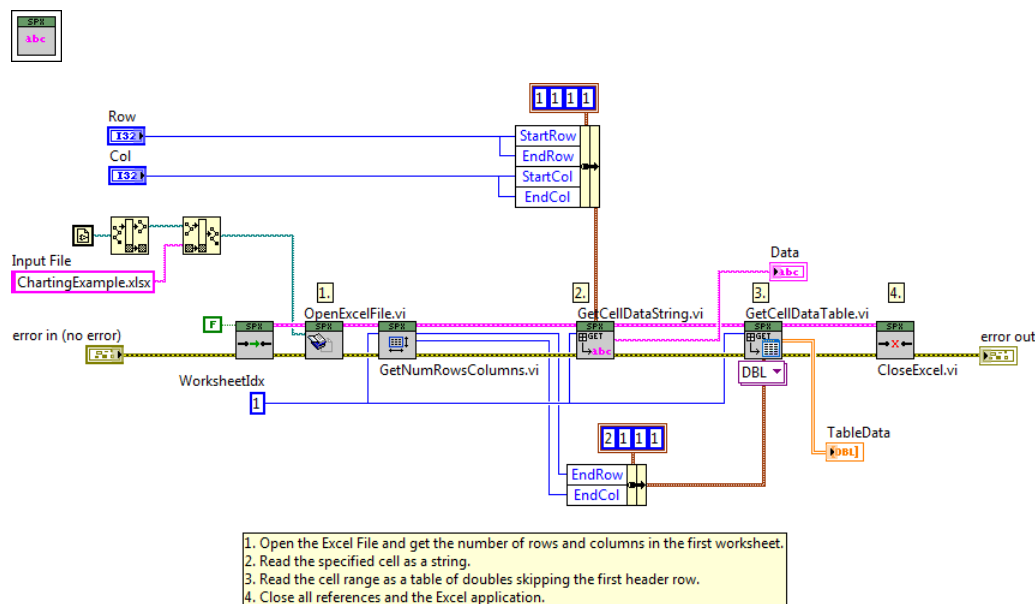 SPX
abc
1 1 1 1
Row
I32
StartRow
EndRow
Col
I32
StartCol
EndCol
Input File
ChartingExample.xlsx
Data
abc
1.
2.
3.
4.
OpenExcelFile.vi
GetCellDataString.vi
GetCellDataTable.vi
F
SPX
SPX
SPX
SPX
abc
SPX
GET
SPX
X
error in (no error)
error out
GetNumRowsColumns.vi
DBL
CloseExcel.vi
WorksheetIdx
1
2 1 1 1
TableData
DBL]
EndRow
EndCol
1. Open the Excel File and get the number of rows and columns in the first worksheet.
2. Read the specified cell as a string.
3. Read the cell range as a table of doubles skipping the first header row.
4. Close all references and the Excel application.